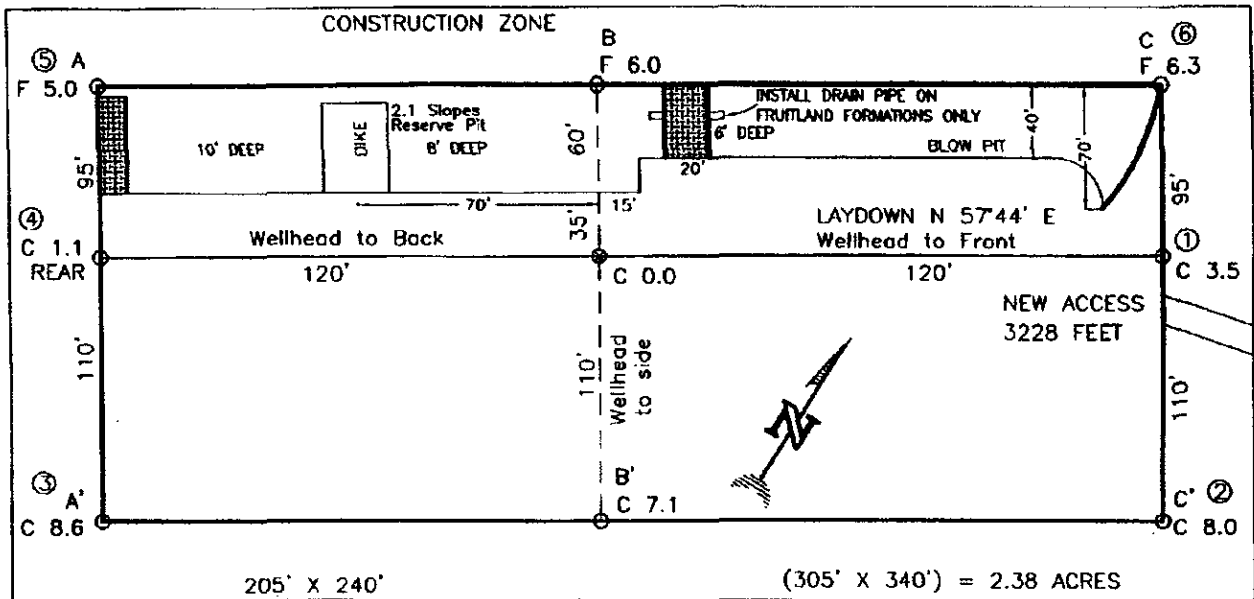 CONSTRUCTION ZONE
⑤ A
F 5.0
B
F 6.0
C ⑥
F 6.3
10' DEEP
DIKE
2.1 Slopes
Reserve Pit
8' DEEP
60'
INSTALL DRAIN PIPE ON
FRUITLAND FORMATIONS ONLY
6' DEEP
BLOW PIT
40'
70'
20'
95'
95'
70'
15'
35'
④
C 1.1
REAR
Wellhead to Back
120'
C 0.0
LAYDOWN N 57°44' E
Wellhead to Front
120'
①
C 3.5
NEW ACCESS
3228 FEET
110'
110'
Wellhead
to side
110'
N
③ A'
C 8.6
B'
C 7.1
C' ②
C 8.0
205' X 240'
(305' X 340') = 2.38 ACRES